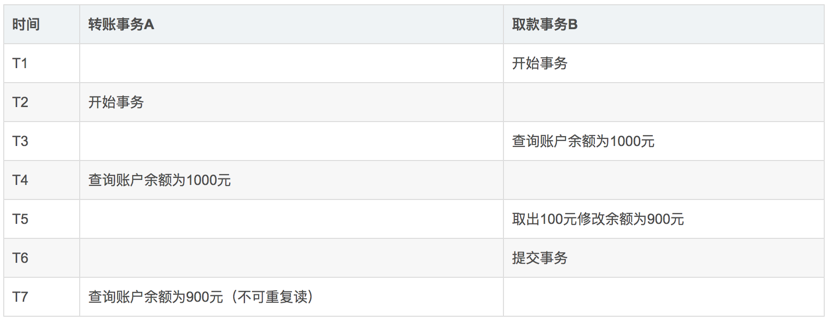 时间 转账事务A 取款事务B
T1 开始事务
T2 开始事务
T3 查询账户余额为1000元
T4 查询账户余额为1000元
T5 取出100元修改余额为900元
T6 提交事务
T7 查询账户余额为900元（不可重复读）